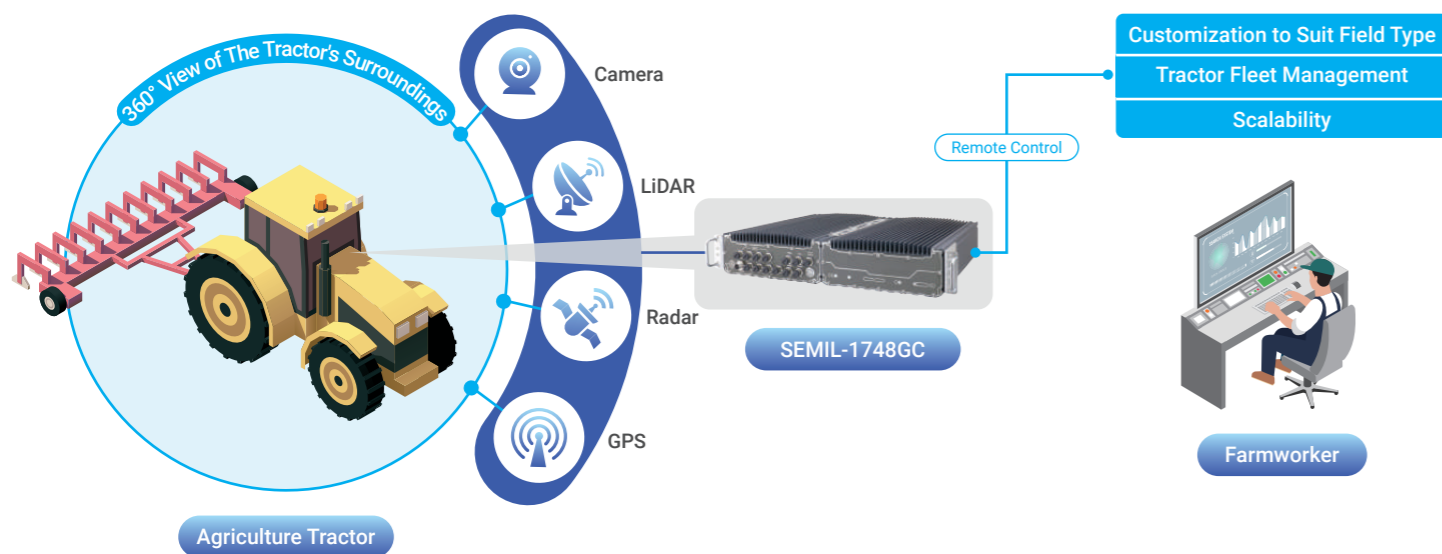 360° View of The Tractor's Surroundings
Camera
LiDAR
Radar
GPS
Agriculture Tractor
SEMIL-1748GC
Remote Control
Customization to Suit Field Type
Tractor Fleet Management
Scalability
Farmworker